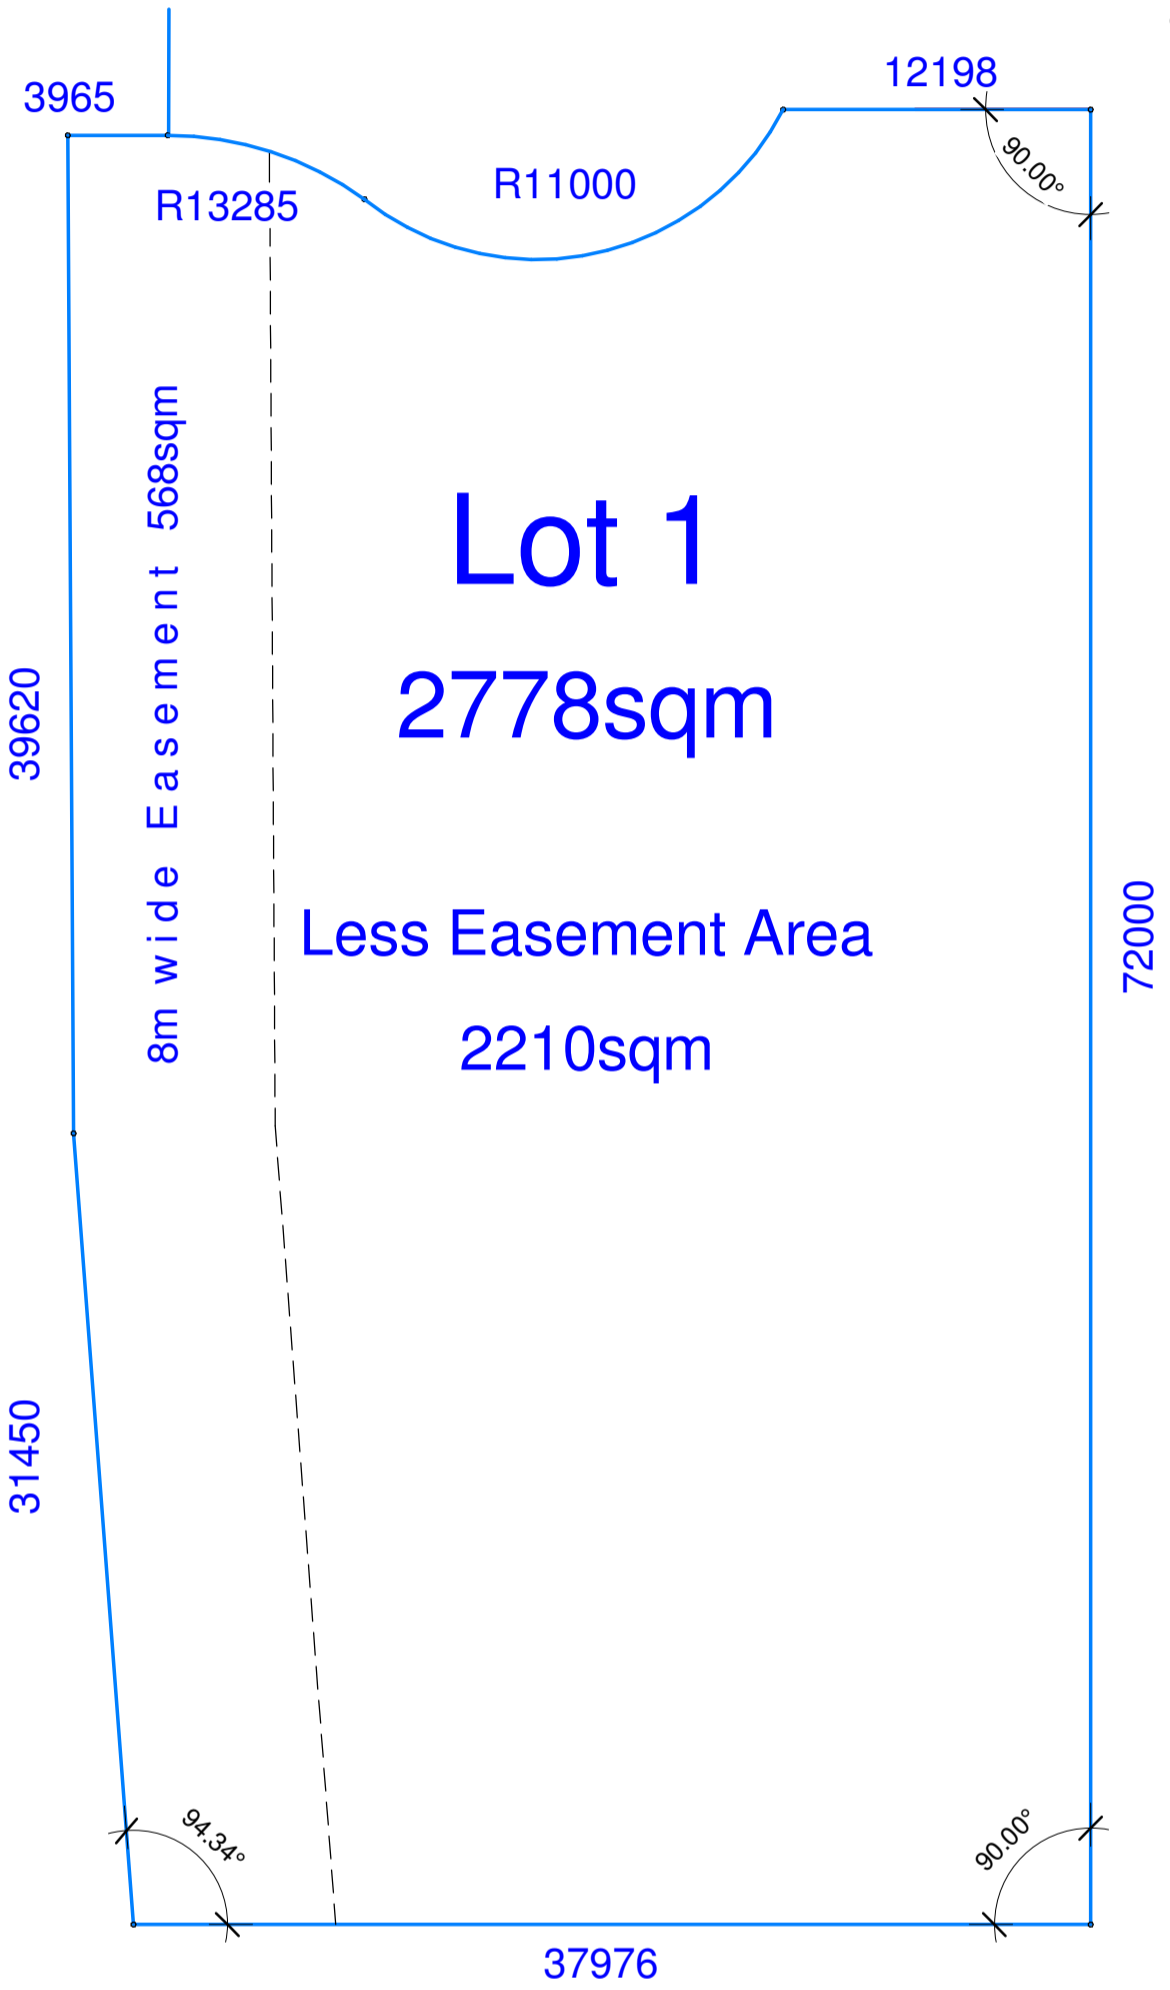 12198
3965
90.00°
R11000
R13285
8m wide Easement 568sqm
Lot 1
2778sqm
39620
Less Easement Area
72000
2210sqm
31450
94.34°
90.00°
37976